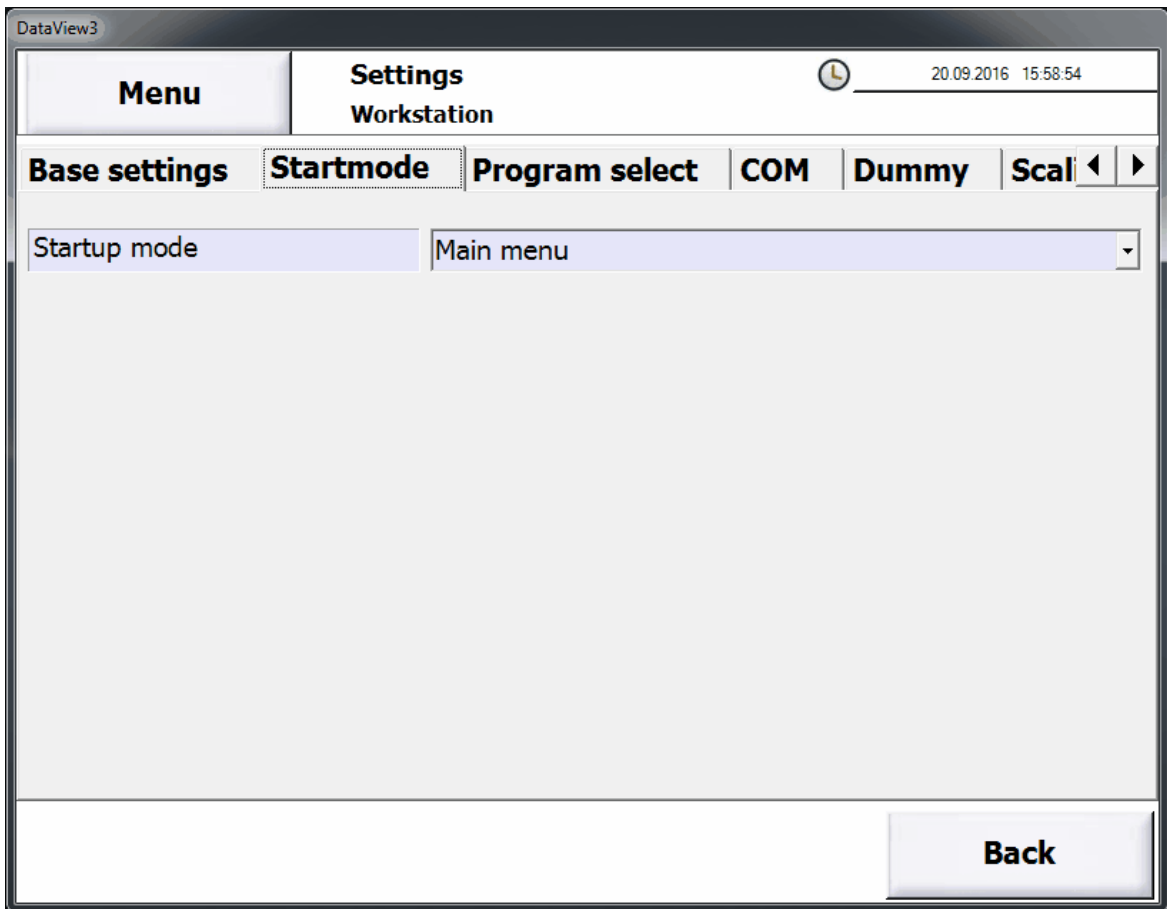 DataView3
Menu
Settings
Workstation
20.09.2016 15:58:54
Base settings Startmode Program select COM Dummy Scali
Startup mode Main menu
Back